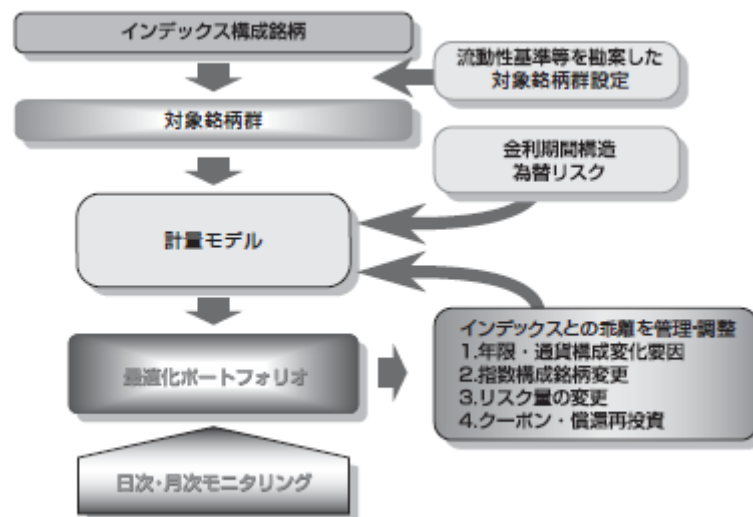 インデックス構成銘柄
流動性基準等を勘案した
対象銘柄群設定
対象銘柄群
金利期間構造
為替リスク
計量モデル
インデックスとの乖離を管理・調整
1.年限・通貨構成変化要因
2.指数構成銘柄変更
3.リスク量の変更
4.クーポン・償還再投資
最適化ポートフォリオ
日次・月次モニタリング